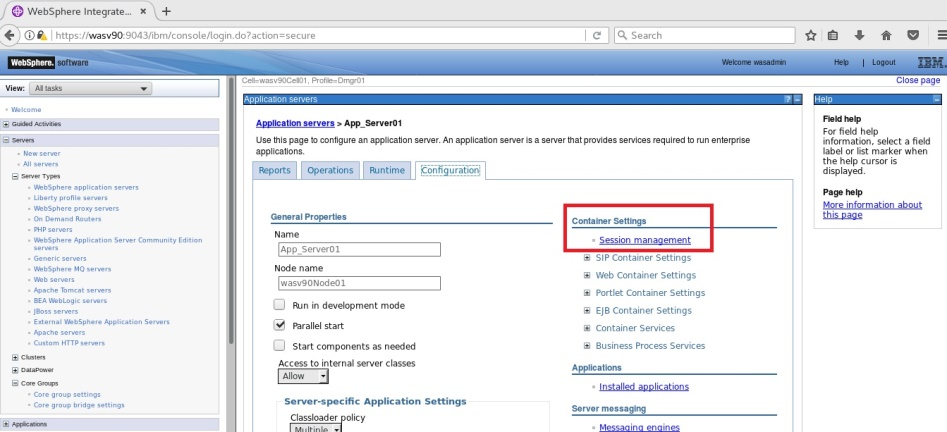 WebSphere Integrate... × +
https://wasv90:9043/ibm/console/login.do?action=secure
Search
WebSphere. software
Welcome wasadmin
Help | Logout
IBM.
View: All tasks
Welcome
Guided Activities
Servers
New server
All servers
Server Types
WebSphere application servers
Liberty profile servers
WebSphere proxy servers
On Demand Routers
PHP servers
WebSphere Application Server Community Edition
servers
Generic servers
WebSphere MQ servers
Web servers
Apache Tomcat servers
BEA WebLogic servers
JBoss servers
External WebSphere Application Servers
Apache servers
Custom HTTP servers
Clusters
DataPower
Core Groups
Core group settings
Core group bridge settings
Applications
Cell=wasv90Cell01, Profile=Dmgr01
Close page
Application servers
? –
Application servers > App_Server01
Use this page to configure an application server. An application server is a server that provides services required to run enterprise
applications.
Reports Operations Runtime Configuration
General Properties
Name
App_Server01
Node name
wasv90Node01
Run in development mode
Parallel start
Start components as needed
Access to internal server classes
Allow
Server-specific Application Settings
Classloader policy
Multiple
Container Settings
Session management
SIP Container Settings
Web Container Settings
Portlet Container Settings
EJB Container Settings
Container Services
Business Process Services
Applications
Installed applications
Server messaging
Messaging engines
Help
Field help
For field help
information, select a field
label or list marker when
the help cursor is
displayed.
Page help
More information about
this page